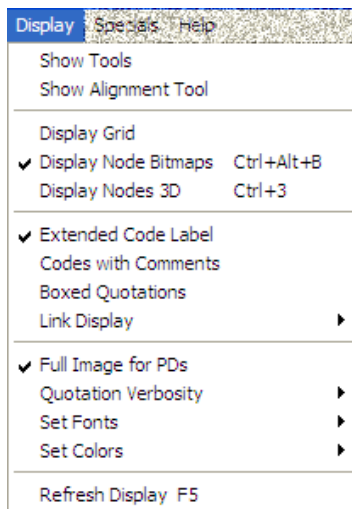 Display Specials Help
Show Tools
Show Alignment Tool
Display Grid
Display Node Bitmaps Ctrl+Alt+B
Display Nodes 3D Ctrl+3
Extended Code Label
Codes with Comments
Boxed Quotations
Link Display
Full Image for PDs
Quotation Verbosity
Set Fonts
Set Colors
Refresh Display F5